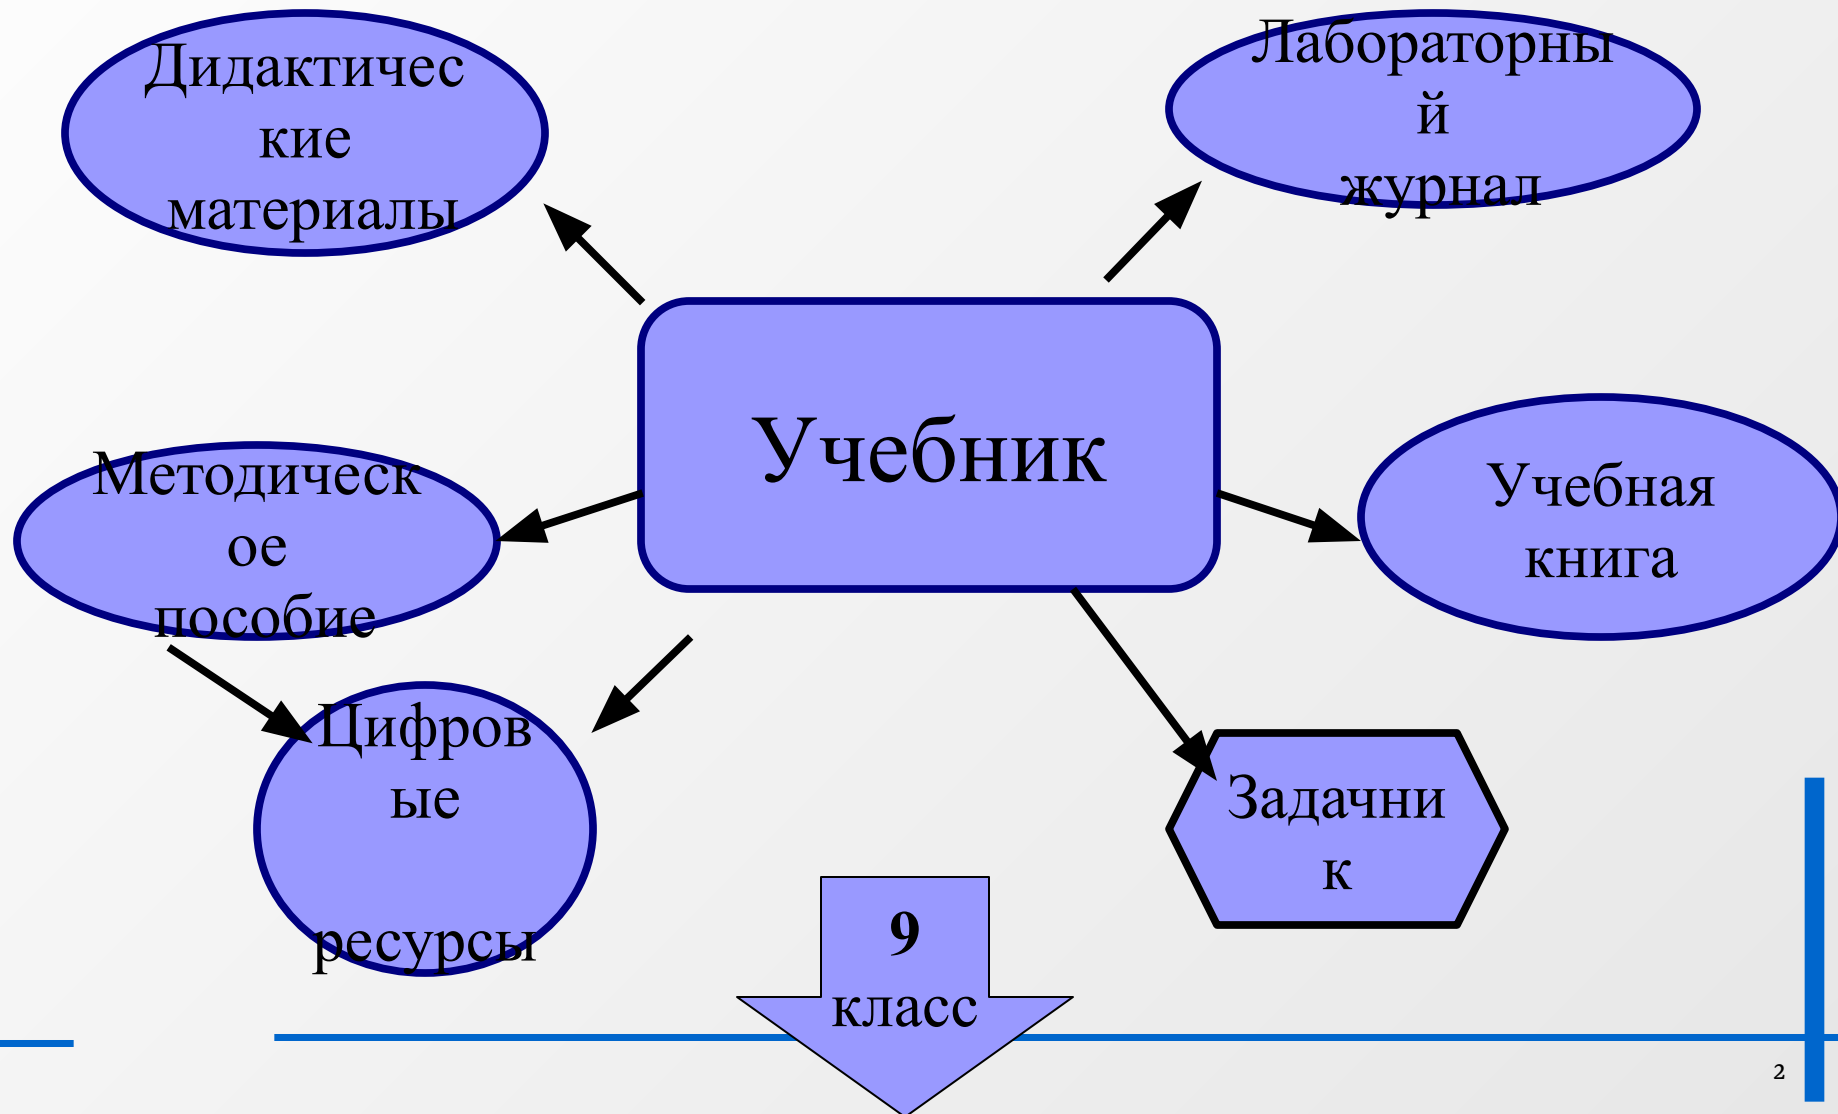 Дидактичес
кие
материалы
Лабораторны
й
журнал
Учебник
Методическ
ое
пособие
Учебная
книга
Цифров
ые
ресурсы
Задачни
к
9
класс
2